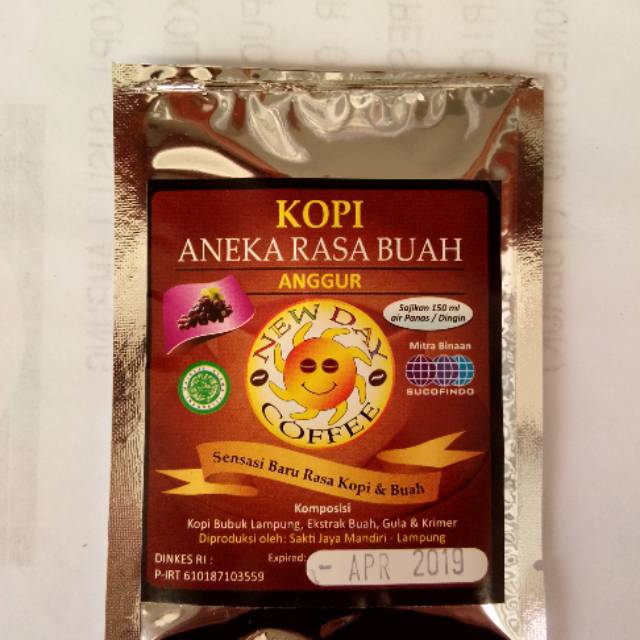 KOPI
ANEKA RASA BUAH
ANGGUR
Sajikan 150 ml
air Panas / Dingin
NEW DAY
COFFEE
Mitra Binaan
SUCOFINDO
Sensasi Baru Rasa Kopi & Buah
Komposisi
Kopi Bubuk Lampung, Ekstrak Buah, Gula & Krimer
Diproduksi oleh: Sakti Jaya Mandiri - Lampung
DINKES RI :
P-IRT 610187103559
Expired:
- APR 2019